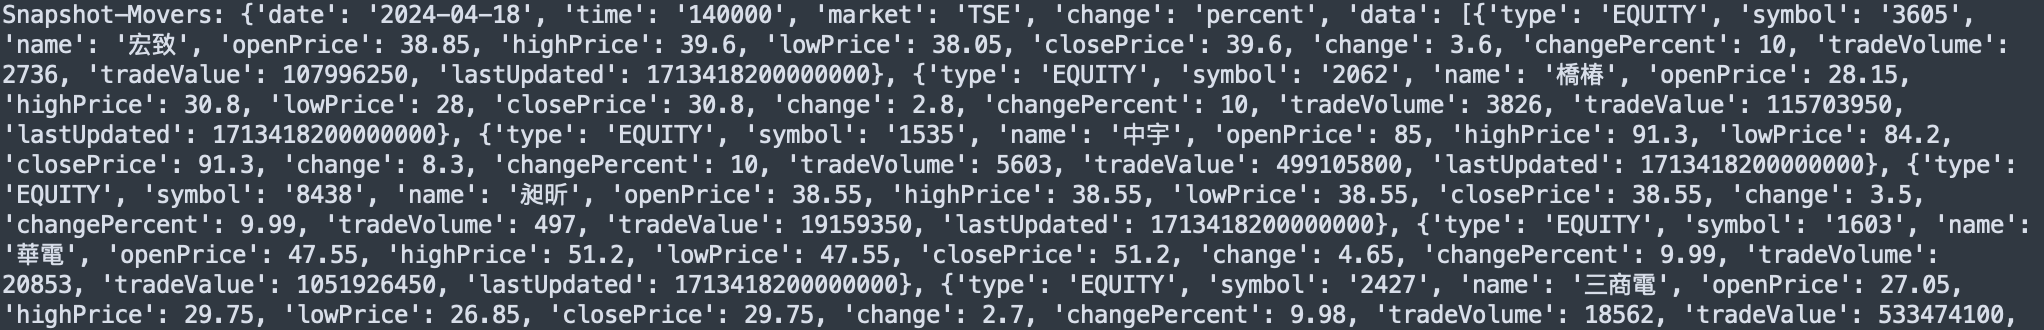 Snapshot-Movers: {'date': '2024-04-18', 'time': '140000', 'market': 'TSE', 'change': 'percent', 'data': [{'type': 'EQUITY', 'symbol': '3605',
'name': '宏致', 'openPrice': 38.85, 'highPrice': 39.6, 'lowPrice': 38.05, 'closePrice': 39.6, 'change': 3.6, 'changePercent': 10, 'tradeVolume':
2736, 'tradeValue': 107996250, 'lastUpdated': 1713418200000000}, {'type': 'EQUITY', 'symbol': '2062', 'name': '橋椿', 'openPrice': 28.15,
'highPrice': 30.8, 'lowPrice': 28, 'closePrice': 30.8, 'change': 2.8, 'changePercent': 10, 'tradeVolume': 3826, 'tradeValue': 115703950,
'lastUpdated': 1713418200000000}, {'type': 'EQUITY', 'symbol': '1535', 'name': '中宇', 'openPrice': 85, 'highPrice': 91.3, 'lowPrice': 84.2,
'closePrice': 91.3, 'change': 8.3, 'changePercent': 10, 'tradeVolume': 5603, 'tradeValue': 499105800, 'lastUpdated': 1713418200000000}, {'type':
'EQUITY', 'symbol': '8438', 'name': '昶昕', 'openPrice': 38.55, 'highPrice': 38.55, 'lowPrice': 38.55, 'closePrice': 38.55, 'change': 3.5,
'changePercent': 9.99, 'tradeVolume': 497, 'tradeValue': 19159350, 'lastUpdated': 1713418200000000}, {'type': 'EQUITY', 'symbol': '1603', 'name':
'華電', 'openPrice': 47.55, 'highPrice': 51.2, 'lowPrice': 47.55, 'closePrice': 51.2, 'change': 4.65, 'changePercent': 9.99, 'tradeVolume':
20853, 'tradeValue': 1051926450, 'lastUpdated': 1713418200000000}, {'type': 'EQUITY', 'symbol': '2427', 'name': '三商電', 'openPrice': 27.05,
'highPrice': 29.75, 'lowPrice': 26.85, 'closePrice': 29.75, 'change': 2.7, 'changePercent': 9.98, 'tradeVolume': 18562, 'tradeValue': 533474100,